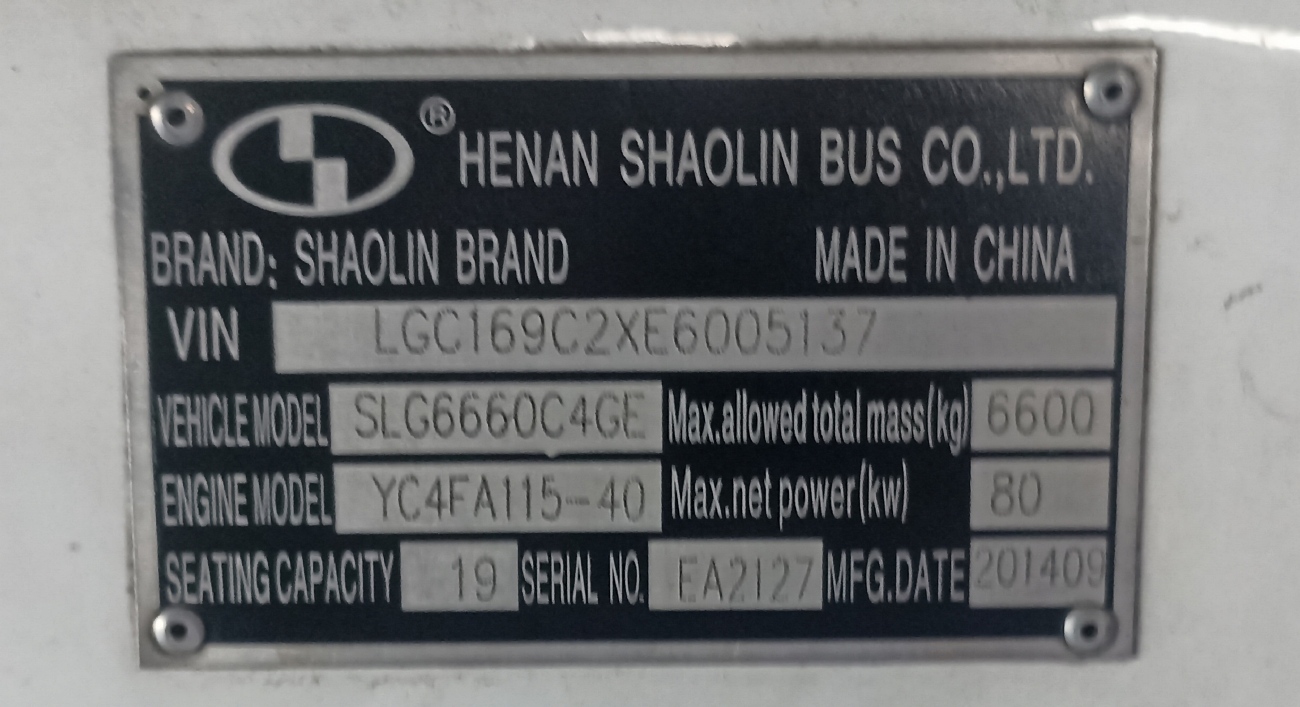 ® HENAN SHAOLIN BUS CO.,LTD.
BRAND: SHAOLIN BRAND MADE IN CHINA
VIN LGC169C2XE6005137
VEHICLE MODEL SLG6660C4GE Max.allowed total mass(kg) 6600
ENGINE MODEL YC4FA115-40 Max.net power(kw) 80
SEATING CAPACITY 19 SERIAL NO. EA2127 MFG.DATE 201409